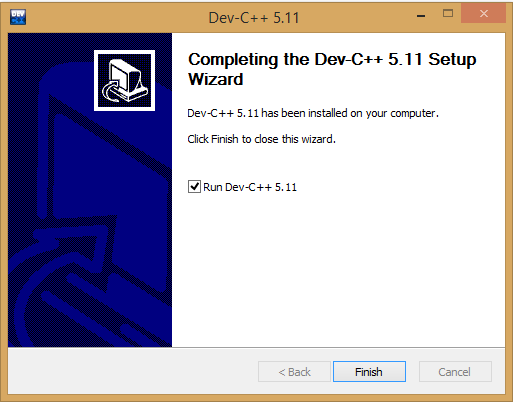 Dev-C++ 5.11
Completing the Dev-C++ 5.11 Setup
Wizard
Dev-C++ 5.11 has been installed on your computer.
Click Finish to close this wizard.
Run Dev-C++ 5.11
< Back
Finish
Cancel